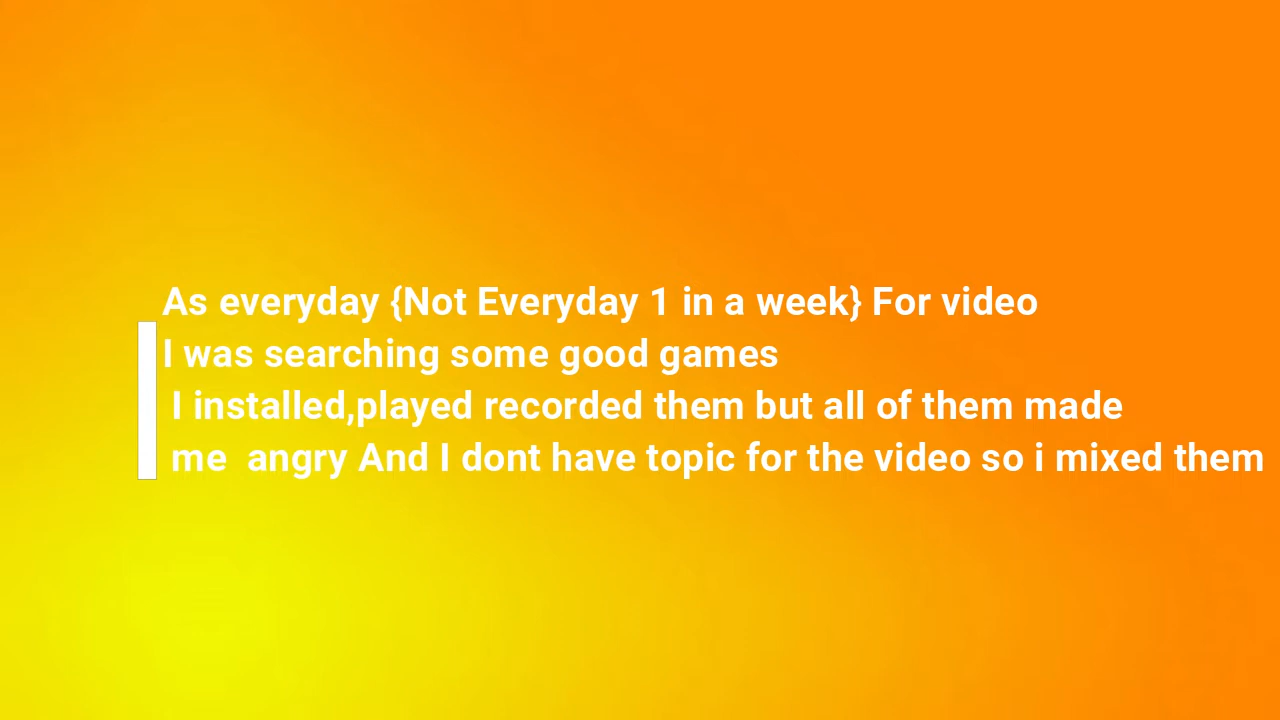 As everyday {Not Everyday 1 in a week} For video
I was searching some good games
I installed,played recorded them but all of them made
me  angry And I dont have topic for the video so i mixed them